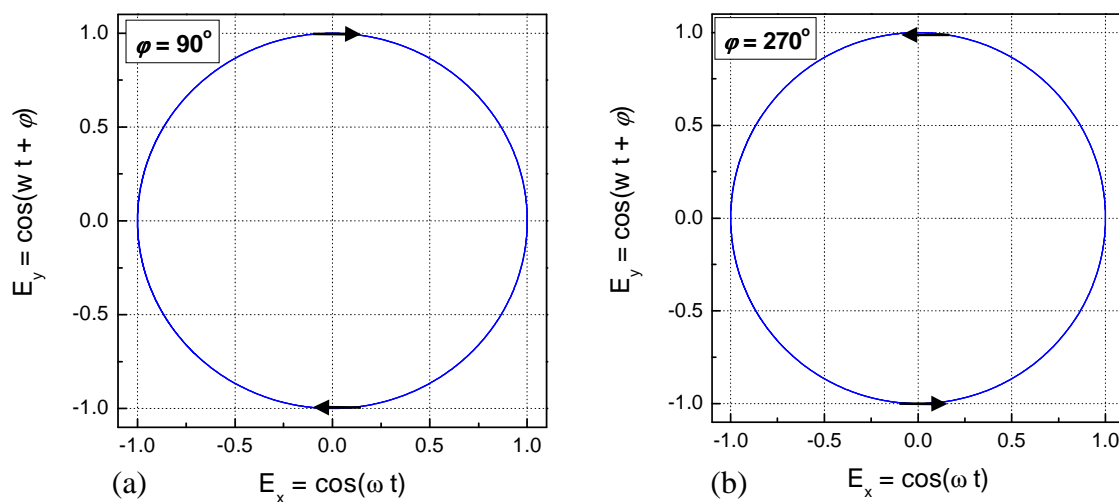 φ = 90°
1.0
0.5
0.0
-0.5
-1.0
E_y = cos(w t + φ)
-1.0 -0.5 0.0 0.5 1.0
(a) E_x = cos(ω t)
φ = 270°
1.0
0.5
0.0
-0.5
-1.0
E_y = cos(w t + φ)
-1.0 -0.5 0.0 0.5 1.0
(b) E_x = cos(ω t)